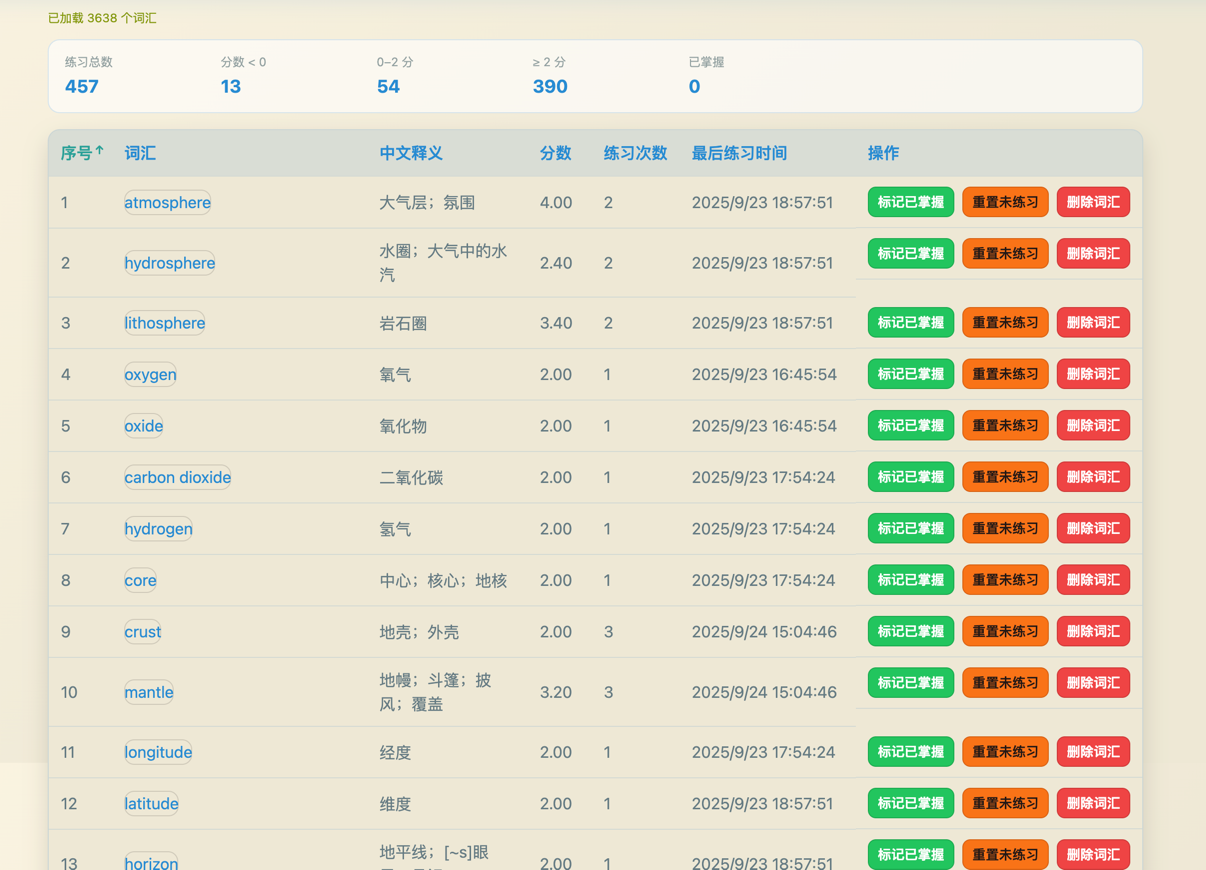 已加载 3638 个词汇
练习总数 分数 < 0 0–2 分 ≥ 2 分 已掌握
457 13 54 390 0
序号↑ 词汇 中文释义 分数 练习次数 最后练习时间 操作
1 atmosphere 大气层；氛围 4.00 2 2025/9/23 18:57:51 标记已掌握 重置未练习 删除词汇
2 hydrosphere 水圈；大气中的水 2.40 2 2025/9/23 18:57:51 标记已掌握 重置未练习 删除词汇
汽
3 lithosphere 岩石圈 3.40 2 2025/9/23 18:57:51 标记已掌握 重置未练习 删除词汇
4 oxygen 氧气 2.00 1 2025/9/23 16:45:54 标记已掌握 重置未练习 删除词汇
5 oxide 氧化物 2.00 1 2025/9/23 16:45:54 标记已掌握 重置未练习 删除词汇
6 carbon dioxide 二氧化碳 2.00 1 2025/9/23 17:54:24 标记已掌握 重置未练习 删除词汇
7 hydrogen 氢气 2.00 1 2025/9/23 17:54:24 标记已掌握 重置未练习 删除词汇
8 core 中心；核心；地核 2.00 1 2025/9/23 17:54:24 标记已掌握 重置未练习 删除词汇
9 crust 地壳；外壳 2.00 3 2025/9/24 15:04:46 标记已掌握 重置未练习 删除词汇
10 mantle 地幔；斗篷；披 3.20 3 2025/9/24 15:04:46 标记已掌握 重置未练习 删除词汇
风；覆盖
11 longitude 经度 2.00 1 2025/9/23 17:54:24 标记已掌握 重置未练习 删除词汇
12 latitude 维度 2.00 1 2025/9/23 18:57:51 标记已掌握 重置未练习 删除词汇
13 horizon 地平线；[~s]眼 2.00 1 2025/9/23 18:57:51 标记已掌握 重置未练习 删除词汇